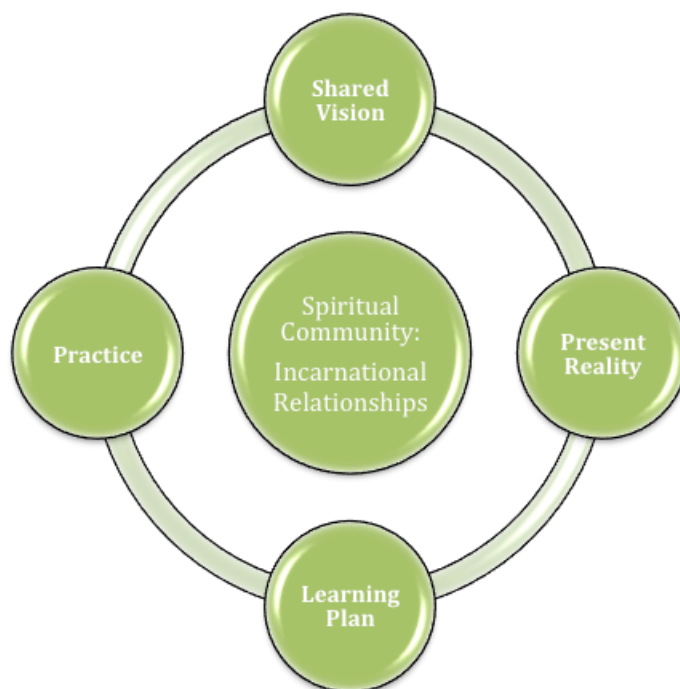 Shared
Vision
Spiritual
Community:
Incarnational
Relationships
Practice
Present
Reality
Learning
Plan